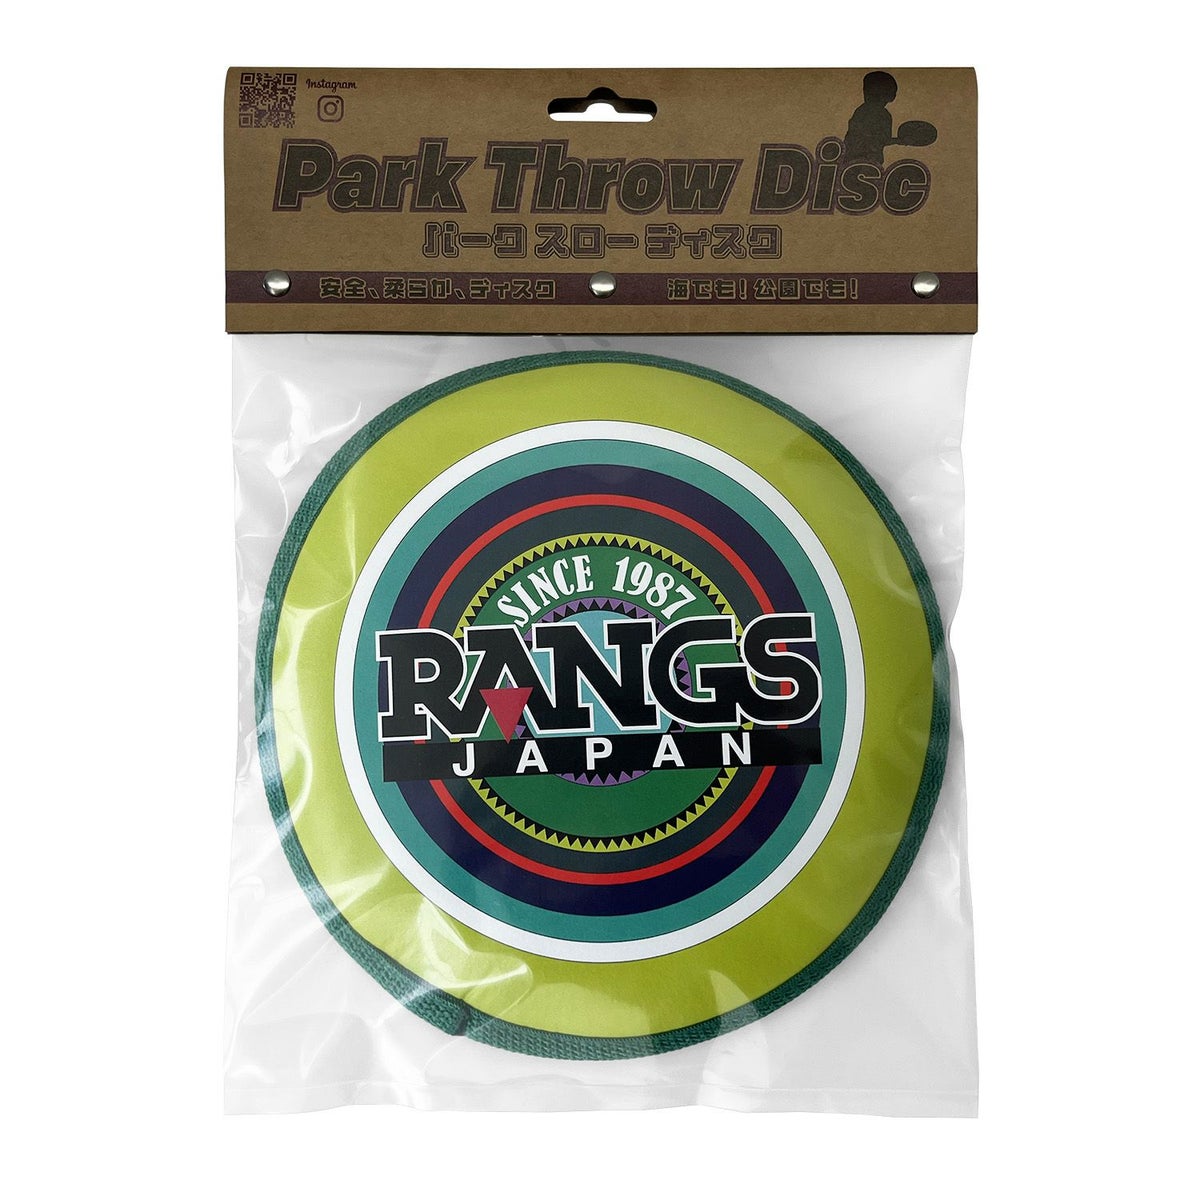 Instagram
Park Throw Disc
パーク スロー ディスク
安全、柔らか、ディスク 海でも!公園でも!
SINCE 1987
RANGS
JAPAN